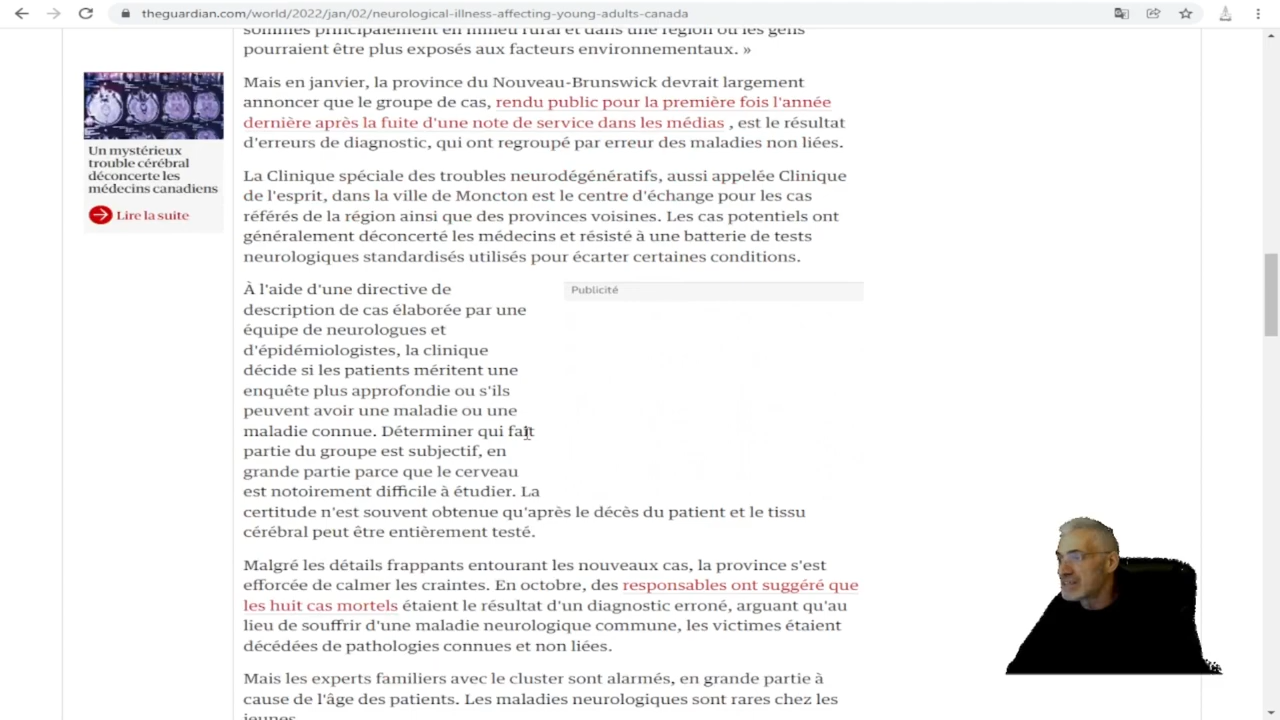 theguardian.com/world/2022/jan/02/neurological-illness-affecting-young-adults-canada
sommes principalement en milieu rural et dans une région où les gens
pourraient être plus exposés aux facteurs environnementaux. »
Mais en janvier, la province du Nouveau-Brunswick devrait largement
annoncer que le groupe de cas, rendu public pour la première fois l'année
dernière après la fuite d'une note de service dans les médias , est le résultat
d'erreurs de diagnostic, qui ont regroupé par erreur des maladies non liées.
Un mystérieux
trouble cérébral
déconcerte les
médecins canadiens
Lire la suite
La Clinique spéciale des troubles neurodégénératifs, aussi appelée Clinique
de l'esprit, dans la ville de Moncton est le centre d'échange pour les cas
référés de la région ainsi que des provinces voisines. Les cas potentiels ont
généralement déconcerté les médecins et résisté à une batterie de tests
neurologiques standardisés utilisés pour écarter certaines conditions.
À l'aide d'une directive de
description de cas élaborée par une
équipe de neurologues et
d'épidémiologistes, la clinique
décide si les patients méritent une
enquête plus approfondie ou s'ils
peuvent avoir une maladie ou une
maladie connue. Déterminer qui fait
partie du groupe est subjectif, en
grande partie parce que le cerveau
est notoirement difficile à étudier. La
certitude n'est souvent obtenue qu'après le décès du patient et le tissu
cérébral peut être entièrement testé.
Publicité
Malgré les détails frappants entourant les nouveaux cas, la province s'est
efforcée de calmer les craintes. En octobre, des responsables ont suggéré que
les huit cas mortels étaient le résultat d'un diagnostic erroné, arguant qu'au
lieu de souffrir d'une maladie neurologique commune, les victimes étaient
décédées de pathologies connues et non liées.
Mais les experts familiers avec le cluster sont alarmés, en grande partie à
cause de l'âge des patients. Les maladies neurologiques sont rares chez les
jeunes.